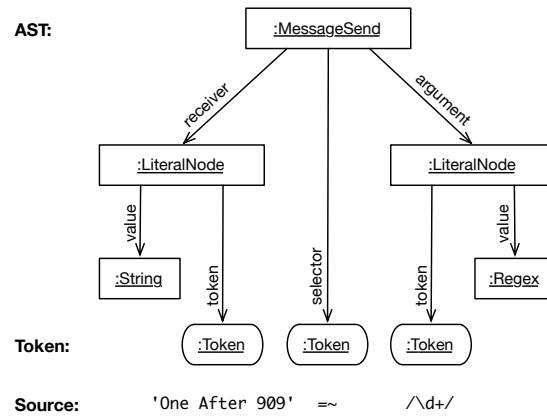 AST:
:MessageSend
receiver
argument
:LiteralNode
:LiteralNode
value
token
selector
token
value
:String
:Regex
Token:
:Token
:Token
:Token
Source:
'One After 909' =~ /\d+/